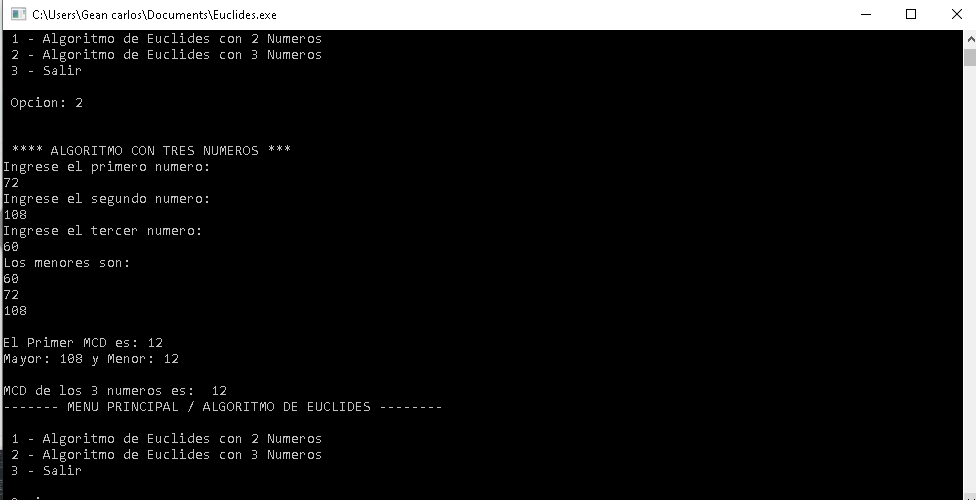 C:\Users\Gean carlos\Documents\Euclides.exe
1 - Algoritmo de Euclides con 2 Numeros
2 - Algoritmo de Euclides con 3 Numeros
3 - Salir
Opcion: 2
**** ALGORITMO CON TRES NUMEROS ***
Ingrese el primero numero:
72
Ingrese el segundo numero:
108
Ingrese el tercer numero:
60
Los menores son:
60
72
108
El Primer MCD es: 12
Mayor: 108 y Menor: 12
MCD de los 3 numeros es:  12
------- MENU PRINCIPAL / ALGORITMO DE EUCLIDES --------
1 - Algoritmo de Euclides con 2 Numeros
2 - Algoritmo de Euclides con 3 Numeros
3 - Salir